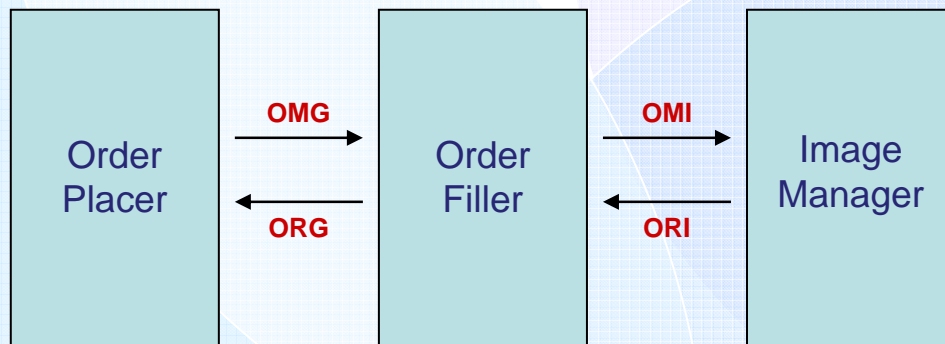 Order
Placer
OMG
ORG
Order
Filler
OMI
ORI
Image
Manager